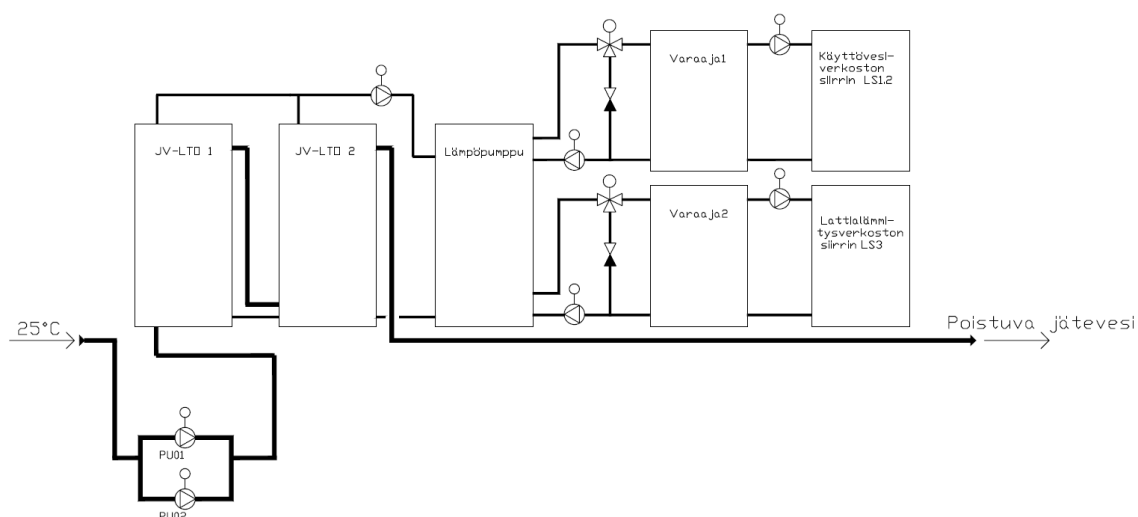 JV-LTO 1
JV-LTO 2
Lämpöpumppu
Varaaja1
Käyttövesi-
verkoston
siirrin LS1.2
Varaaja2
Lattialämmi-
tysverkoston
siirrin LS3
25°C
Poistuva jätevesi
PU01
PU02